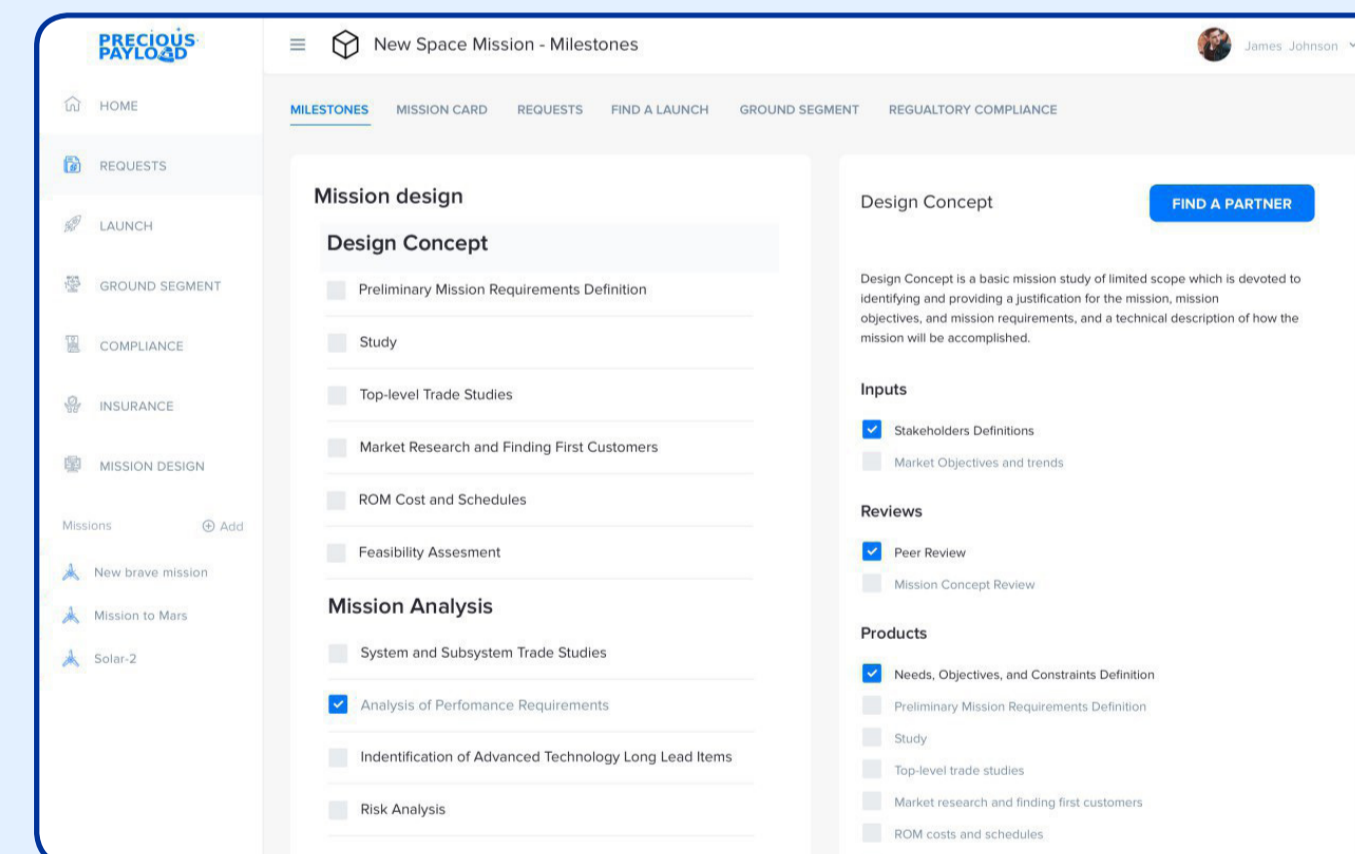 PRECIOUS
PAYLOAD
New Space Mission - Milestones
James Johnson
HOME
REQUESTS
LAUNCH
GROUND SEGMENT
COMPLIANCE
INSURANCE
MISSION DESIGN
Missions
Add
New brave mission
Mission to Mars
Solar-2
MILESTONES
MISSION CARD
REQUESTS
FIND A LAUNCH
GROUND SEGMENT
REGUALTORY COMPLIANCE
Mission design
Design Concept
Preliminary Mission Requirements Definition
Study
Top-level Trade Studies
Market Research and Finding First Customers
ROM Cost and Schedules
Feasibility Assesment
Mission Analysis
System and Subsystem Trade Studies
Analysis of Perfomance Requirements
Indentification of Advanced Technology Long Lead Items
Risk Analysis
Design Concept
FIND A PARTNER
Design Concept is a basic mission study of limited scope which is devoted to
identifying and providing a justification for the mission, mission
objectives, and mission requirements, and a technical description of how the
mission will be accomplished.
Inputs
Stakeholders Definitions
Market Objectives and trends
Reviews
Peer Review
Mission Concept Review
Products
Needs, Objectives, and Constraints Definition
Preliminary Mission Requirements Definition
Study
Top-level trade studies
Market research and finding first customers
ROM costs and schedules